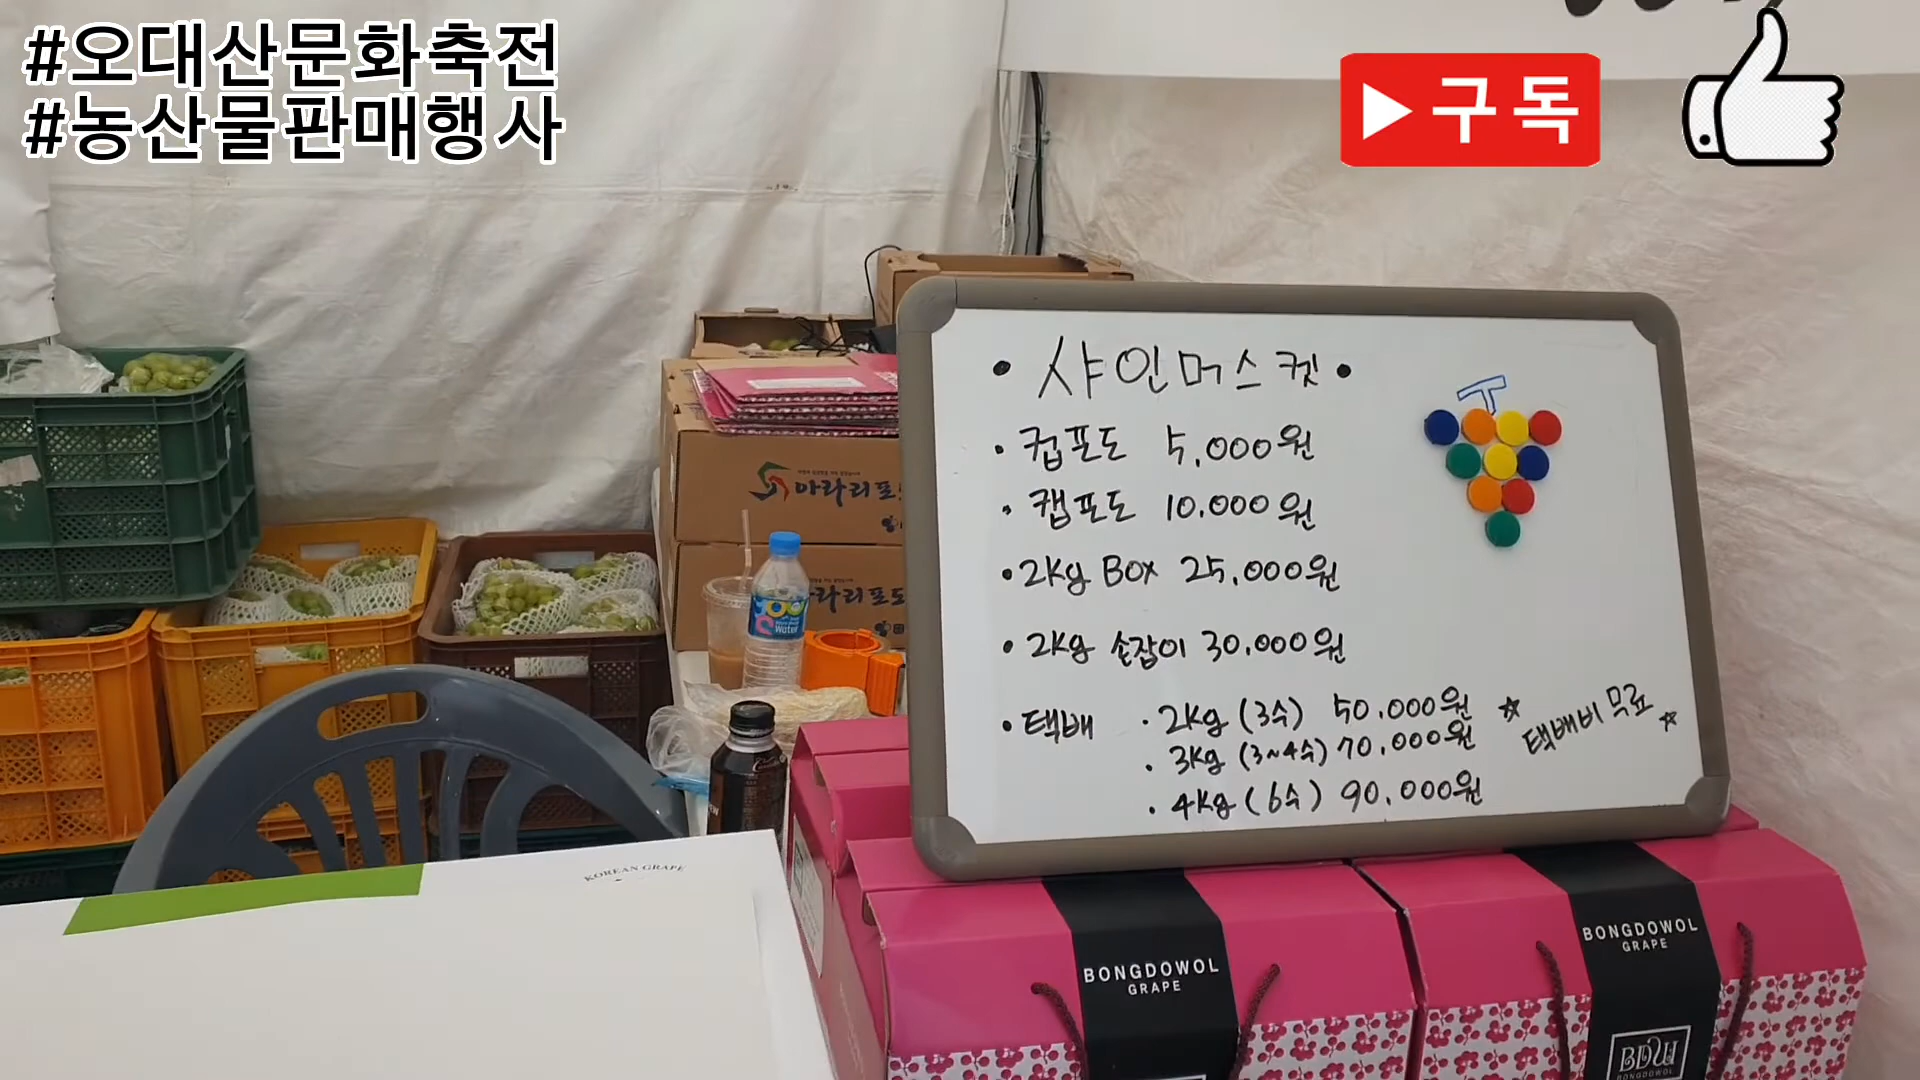 #오대산문화축전
#농산물판매행사
구독
• 샤인머스켓 •
· 컵포도 5,000원
· 캡포도 10,000원
· 2kg Box 25,000원
· 2kg 손잡이 30,000원
· 택배 · 2kg (3수) 50,000원
· 3kg (3~4수) 70,000원
· 4kg (6수) 90,000원
☆ 택배비 무료 ☆
아라리포
아라리포도
Water
KOREAN GRAPE
BONGDOWOL
GRAPE
BONGDOWOL
GRAPE
BDW
BONGDOWOL